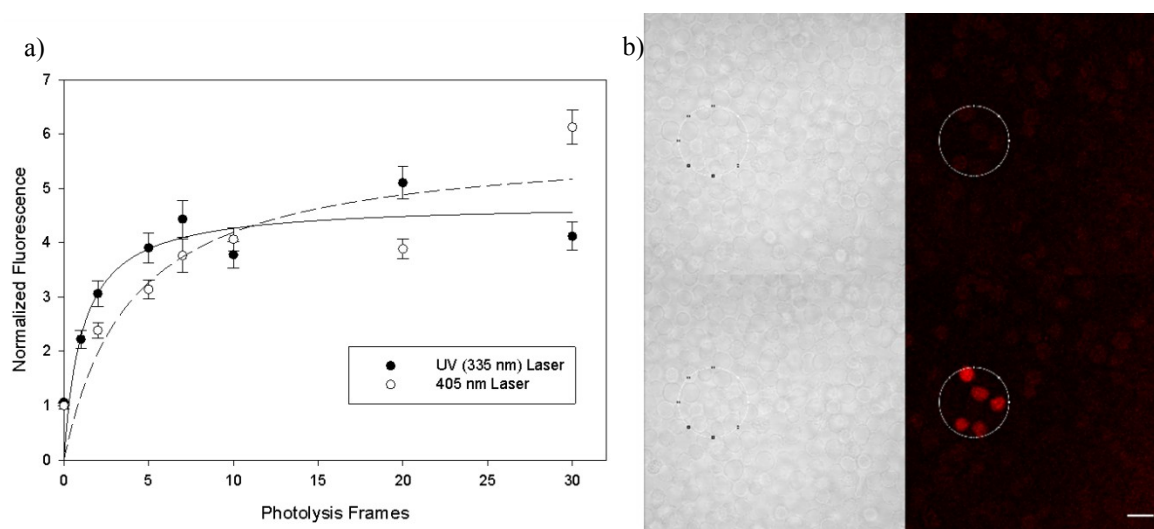 a)
b)
7
6
5
4
3
2
1
0
Normalized Fluorescence
UV (335 nm) Laser
405 nm Laser
0 5 10 15 20 25 30
Photolysis Frames